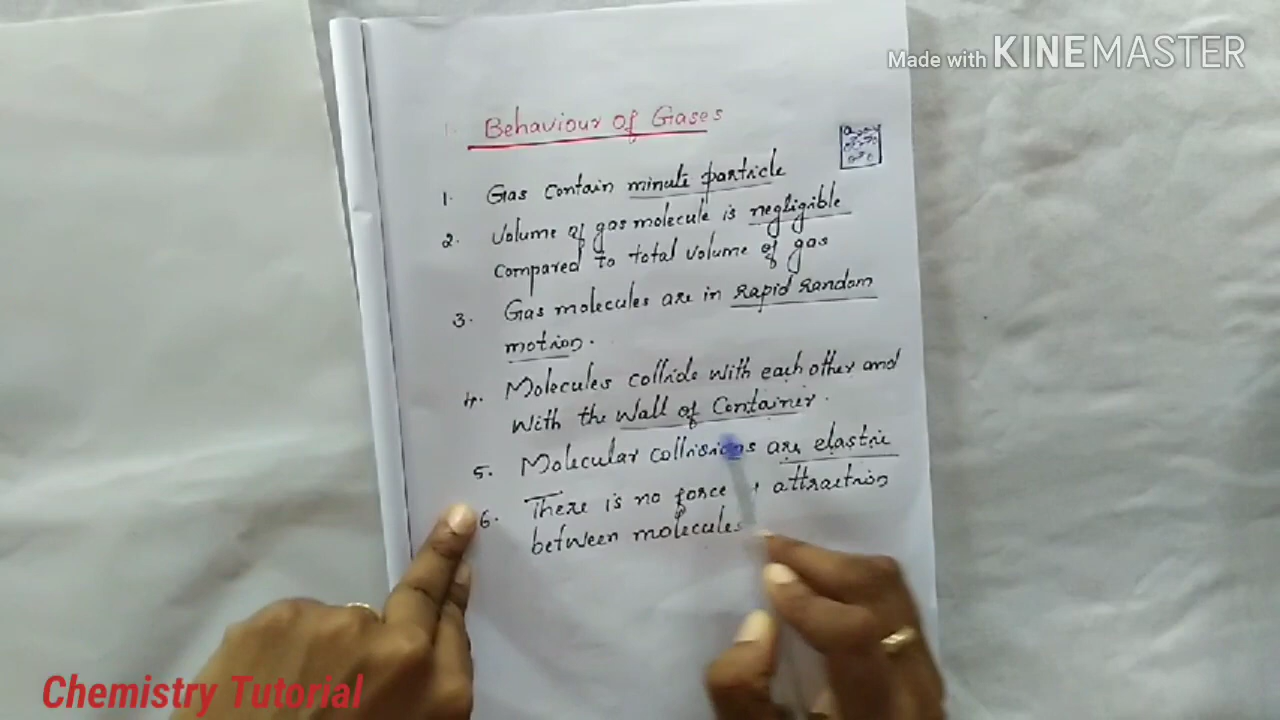 Made with KINEMASTER
Behaviour of Gases
1. Gas contain minute particle
2. Volume of gas molecule is negligible
compared to total volume of gas
3. Gas molecules are in rapid random
motion.
4. Molecules collide with each other and
with the wall of container.
5. Molecular collisions are elastic
6. There is no force attraction
between molecules
Chemistry Tutorial